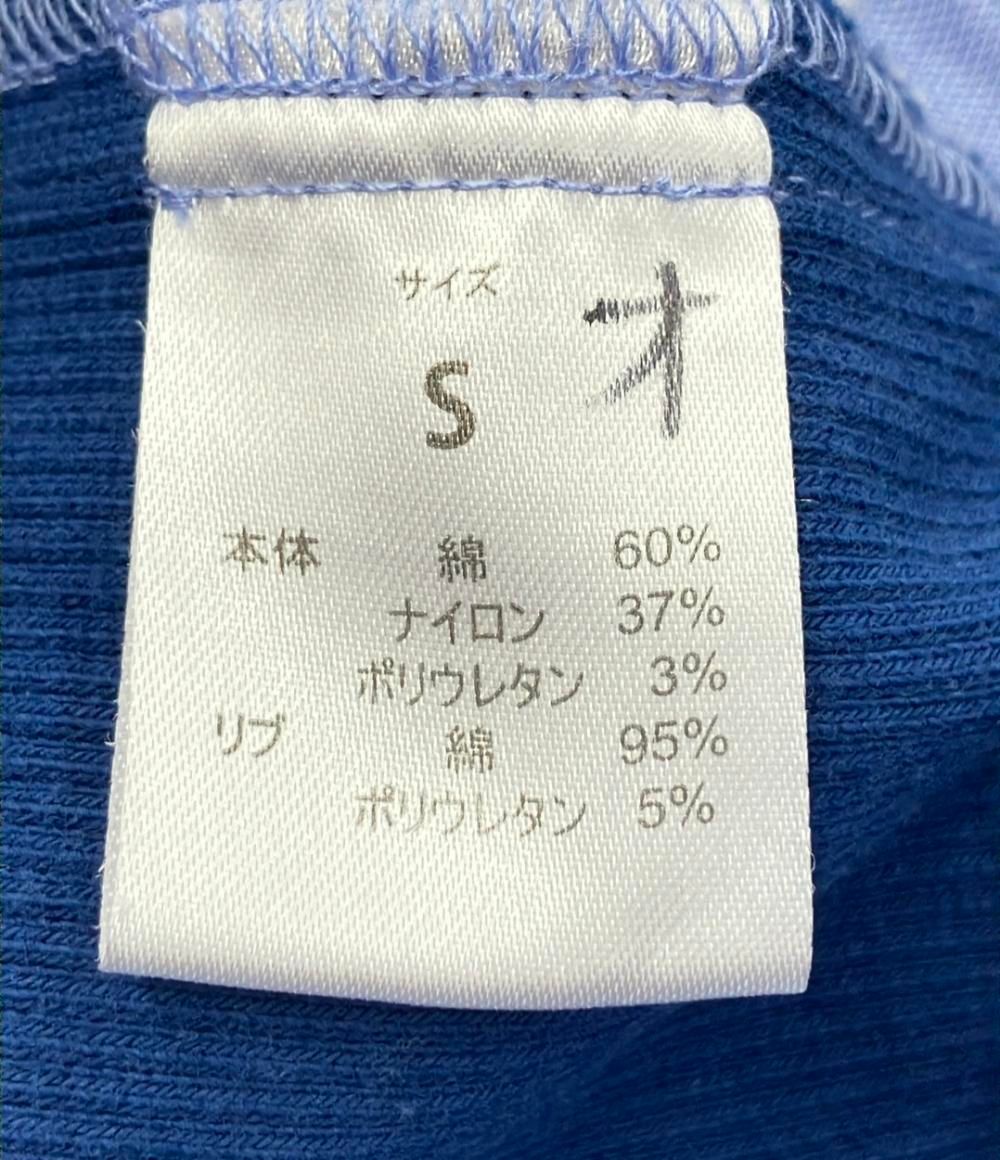 サイズ
S オ
本体 綿 60%
ナイロン 37%
ポリウレタン 3%
リブ 綿 95%
ポリウレタン 5%